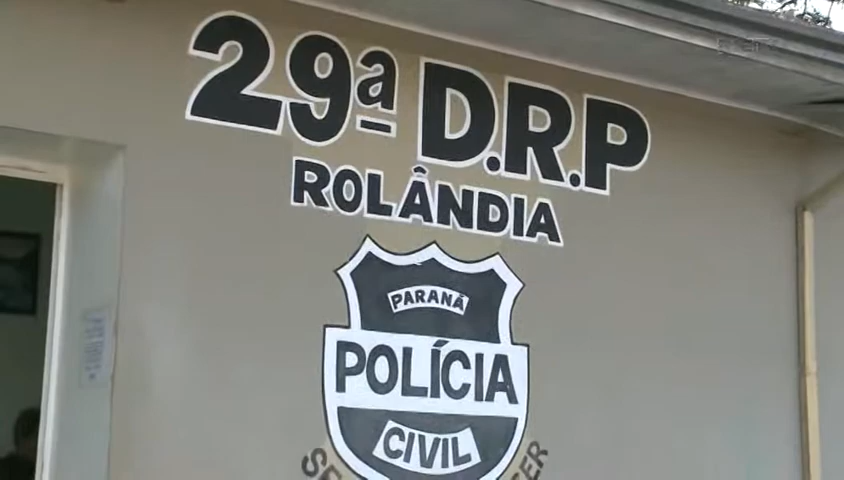 29ª D.R.P
ROLÂNDIA
PARANÁ
POLÍCIA
CIVIL